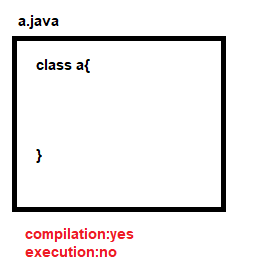 a.java
class a{
}
compilation:yes
execution:no